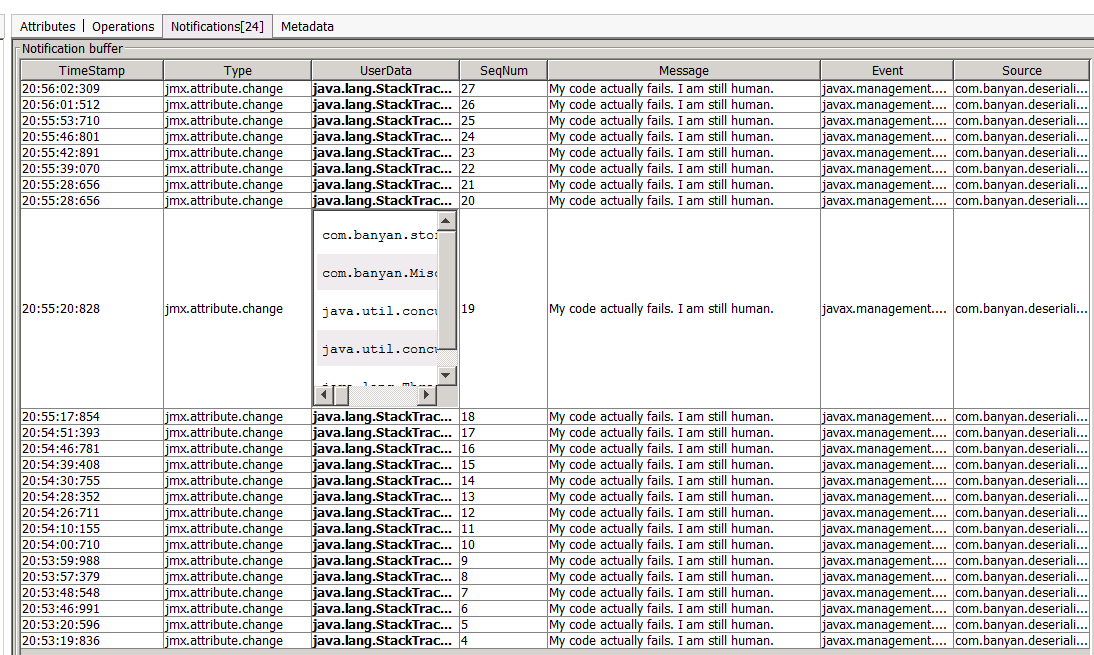 Attributes Operations Notifications[24] Metadata
Notification buffer
TimeStamp Type UserData SeqNum Message Event Source
20:56:02:309 jmx.attribute.change java.lang.StackTrac... 27 My code actually fails. I am still human. javax.management.... com.banyan.deseriali...
20:56:01:512 jmx.attribute.change java.lang.StackTrac... 26 My code actually fails. I am still human. javax.management.... com.banyan.deseriali...
20:55:53:710 jmx.attribute.change java.lang.StackTrac... 25 My code actually fails. I am still human. javax.management.... com.banyan.deseriali...
20:55:46:801 jmx.attribute.change java.lang.StackTrac... 24 My code actually fails. I am still human. javax.management.... com.banyan.deseriali...
20:55:42:891 jmx.attribute.change java.lang.StackTrac... 23 My code actually fails. I am still human. javax.management.... com.banyan.deseriali...
20:55:39:070 jmx.attribute.change java.lang.StackTrac... 22 My code actually fails. I am still human. javax.management.... com.banyan.deseriali...
20:55:28:656 jmx.attribute.change java.lang.StackTrac... 21 My code actually fails. I am still human. javax.management.... com.banyan.deseriali...
20:55:28:656 jmx.attribute.change java.lang.StackTrac... 20 My code actually fails. I am still human. javax.management.... com.banyan.deseriali...
com.banyan.sto
com.banyan.Misc
java.util.concu
20:55:20:828 jmx.attribute.change 19 My code actually fails. I am still human. javax.management.... com.banyan.deseriali...
java.util.concu
20:55:17:854 jmx.attribute.change java.lang.StackTrac... 18 My code actually fails. I am still human. javax.management.... com.banyan.deseriali...
20:54:51:393 jmx.attribute.change java.lang.StackTrac... 17 My code actually fails. I am still human. javax.management.... com.banyan.deseriali...
20:54:46:781 jmx.attribute.change java.lang.StackTrac... 16 My code actually fails. I am still human. javax.management.... com.banyan.deseriali...
20:54:39:408 jmx.attribute.change java.lang.StackTrac... 15 My code actually fails. I am still human. javax.management.... com.banyan.deseriali...
20:54:30:755 jmx.attribute.change java.lang.StackTrac... 14 My code actually fails. I am still human. javax.management.... com.banyan.deseriali...
20:54:28:352 jmx.attribute.change java.lang.StackTrac... 13 My code actually fails. I am still human. javax.management.... com.banyan.deseriali...
20:54:26:711 jmx.attribute.change java.lang.StackTrac... 12 My code actually fails. I am still human. javax.management.... com.banyan.deseriali...
20:54:10:155 jmx.attribute.change java.lang.StackTrac... 11 My code actually fails. I am still human. javax.management.... com.banyan.deseriali...
20:54:00:710 jmx.attribute.change java.lang.StackTrac... 10 My code actually fails. I am still human. javax.management.... com.banyan.deseriali...
20:53:59:988 jmx.attribute.change java.lang.StackTrac... 9 My code actually fails. I am still human. javax.management.... com.banyan.deseriali...
20:53:57:379 jmx.attribute.change java.lang.StackTrac... 8 My code actually fails. I am still human. javax.management.... com.banyan.deseriali...
20:53:48:548 jmx.attribute.change java.lang.StackTrac... 7 My code actually fails. I am still human. javax.management.... com.banyan.deseriali...
20:53:46:991 jmx.attribute.change java.lang.StackTrac... 6 My code actually fails. I am still human. javax.management.... com.banyan.deseriali...
20:53:20:596 jmx.attribute.change java.lang.StackTrac... 5 My code actually fails. I am still human. javax.management.... com.banyan.deseriali...
20:53:19:836 jmx.attribute.change java.lang.StackTrac... 4 My code actually fails. I am still human. javax.management.... com.banyan.deseriali...